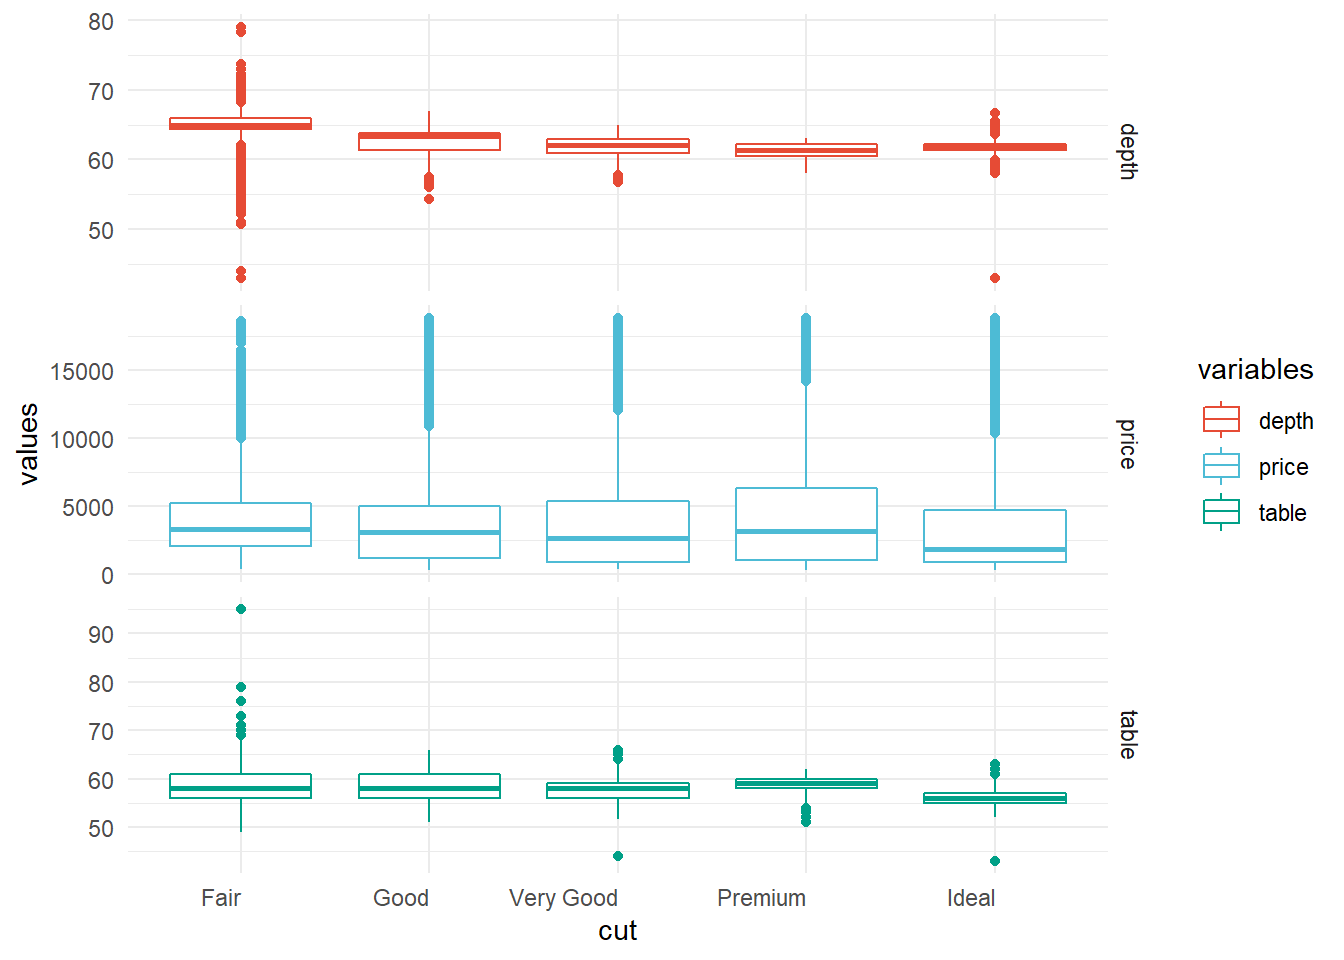 80
70
60
50
depth
15000
10000
5000
0
price
values
90
80
70
60
50
table
Fair
Good
Very Good
Premium
Ideal
cut
variables
depth
price
table